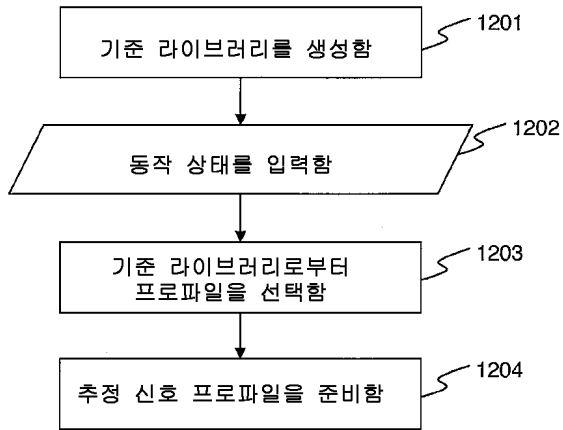 기준 라이브러리를 생성함
1201
동작 상태를 입력함
1202
기준 라이브러리로부터
프로파일을 선택함
1203
추정 신호 프로파일을 준비함
1204